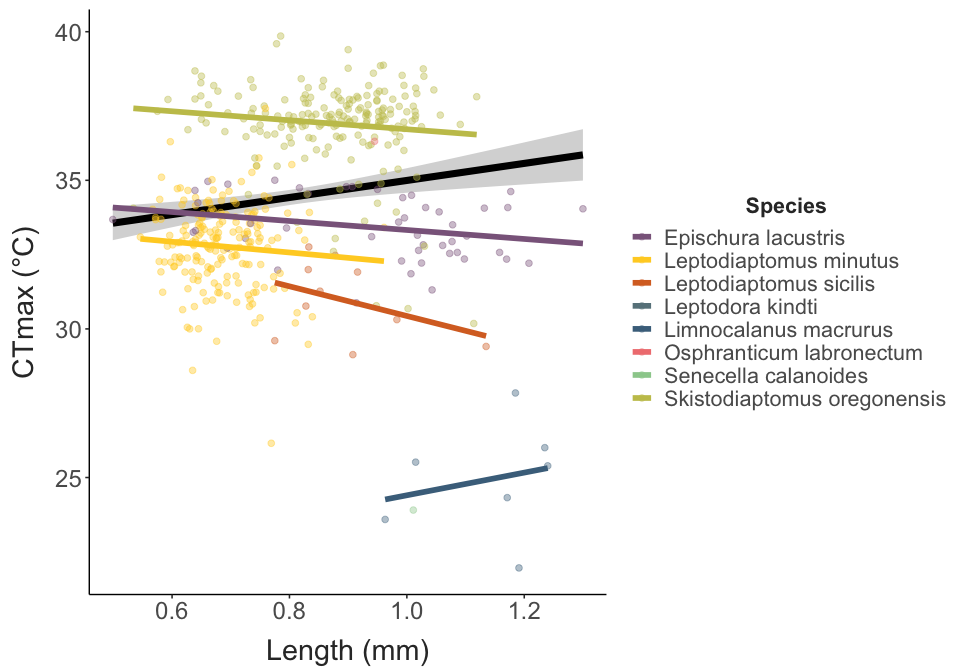 40
35
30
25
CTmax (°C)
0.6 0.8 1.0 1.2
Length (mm)
Species
Epischura lacustris
Leptodiaptomus minutus
Leptodiaptomus sicilis
Leptodora kindti
Limnocalanus macrurus
Osphranticum labronectum
Senecella calanoides
Skistodiaptomus oregonensis